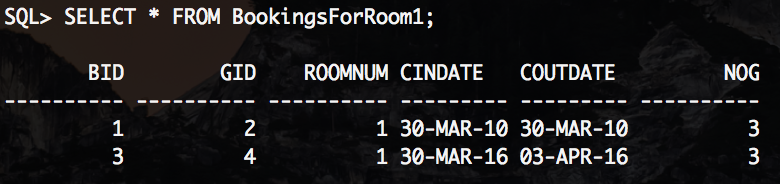 SQL> SELECT * FROM BookingsForRoom1;
BID GID ROOMNUM CINDATE COUTDATE NOG
---------- ---------- ---------- --------- --------- ----------
1 2 1 30-MAR-10 30-MAR-10 3
3 4 1 30-MAR-16 03-APR-16 3